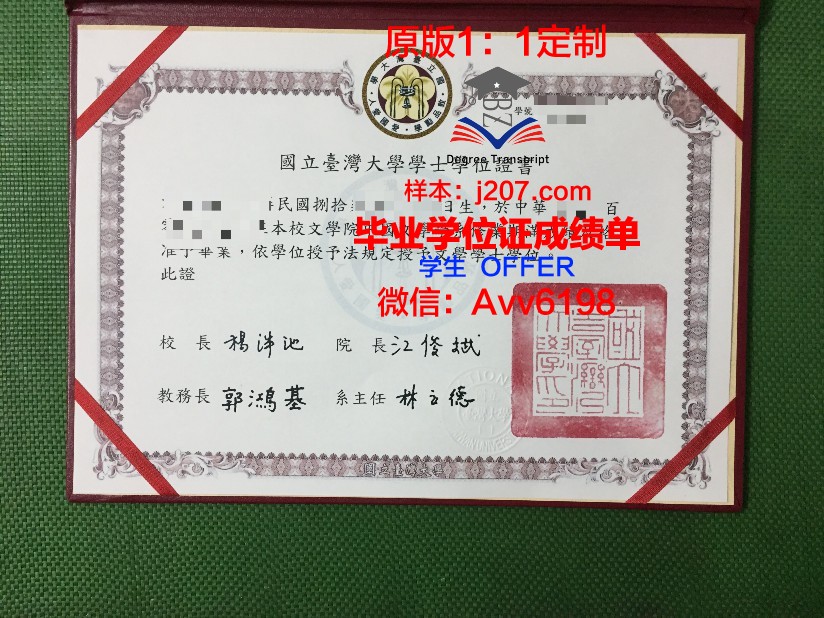 原版1：1定制
學號
Degree Transcript
國立臺灣大學學士學位證書
樣本：j207.com
民國捌拾 日生，於中華 百
本校文學院
毕业学位证成绩单
准予畢業，依學位授予法規定授予文學學士學位。
学生 OFFER
此證
微信：Avv6198
校長 楊泮池 院長 江俊斌
教務長 郭鴻基 系主任 林立德
國立臺灣大學